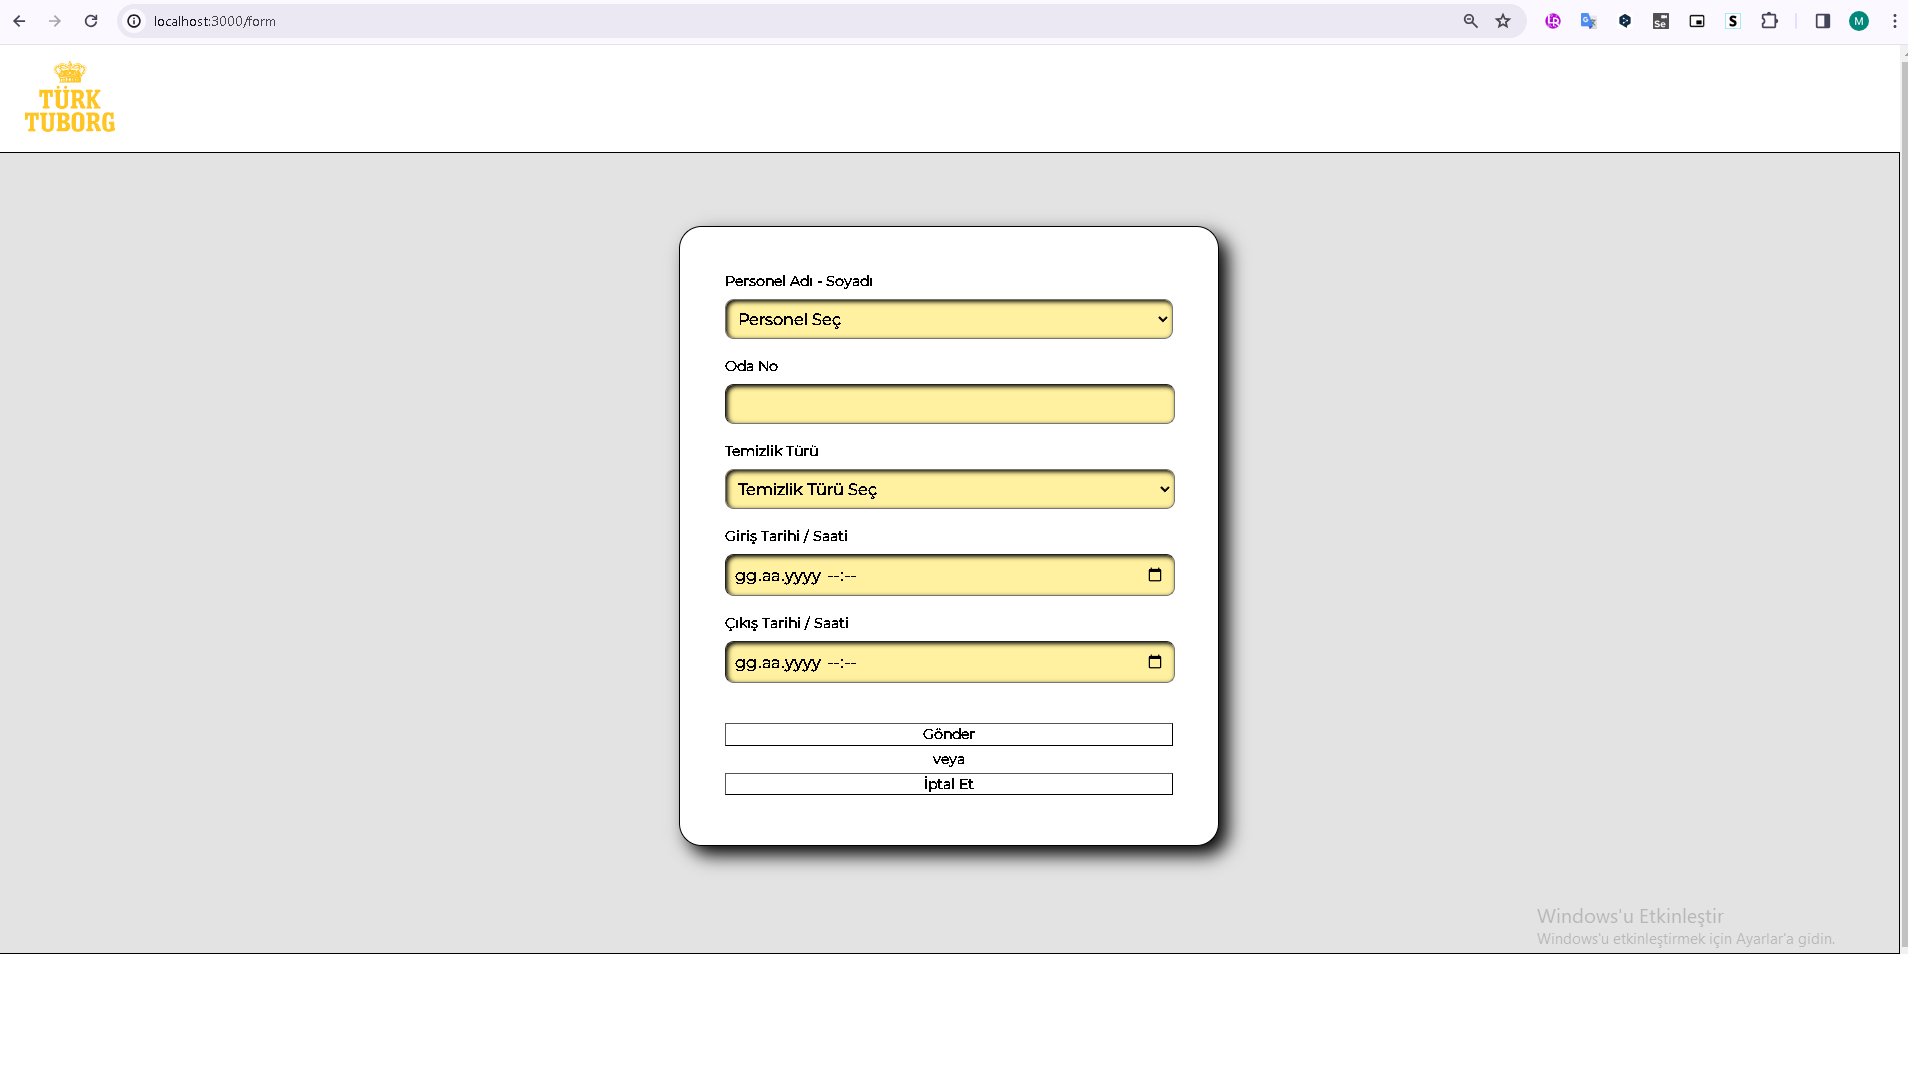 localhost:3000/form
M
TÜRK
TUBORG
Personel Adı - Soyadı
Personel Seç
Oda No
Temizlik Türü
Temizlik Türü Seç
Giriş Tarihi / Saati
gg.aa.yyyy --:--
Çıkış Tarihi / Saati
gg.aa.yyyy --:--
Gönder
veya
İptal Et
Windows'u Etkinleştir
Windows'u etkinleştirmek için Ayarlar'a gidin.